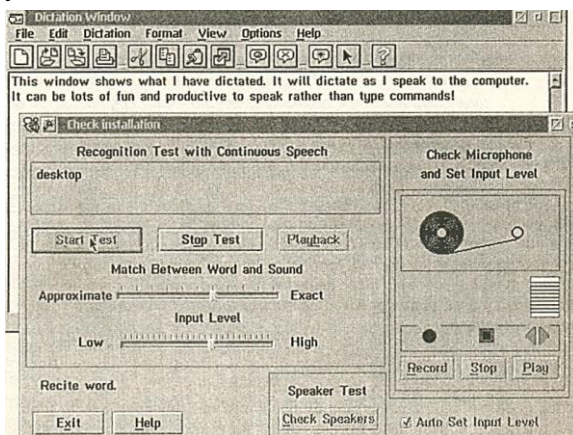 Dictation Window
File Edit Dictation Format View Options Help
This window shows what I have dictated. It will dictate as I speak to the computer.
It can be lots of fun and productive to speak rather than type commands!
Check installation
Recognition Test with Continuous Speech
desktop
Start Test Stop Test Playback
Match Between Word and Sound
Approximate Exact
Input Level
Low High
Recite word.
Exit Help
Speaker Test
Check Speakers
Check Microphone
and Set Input Level
Record Stop Play
Auto Set Input Level